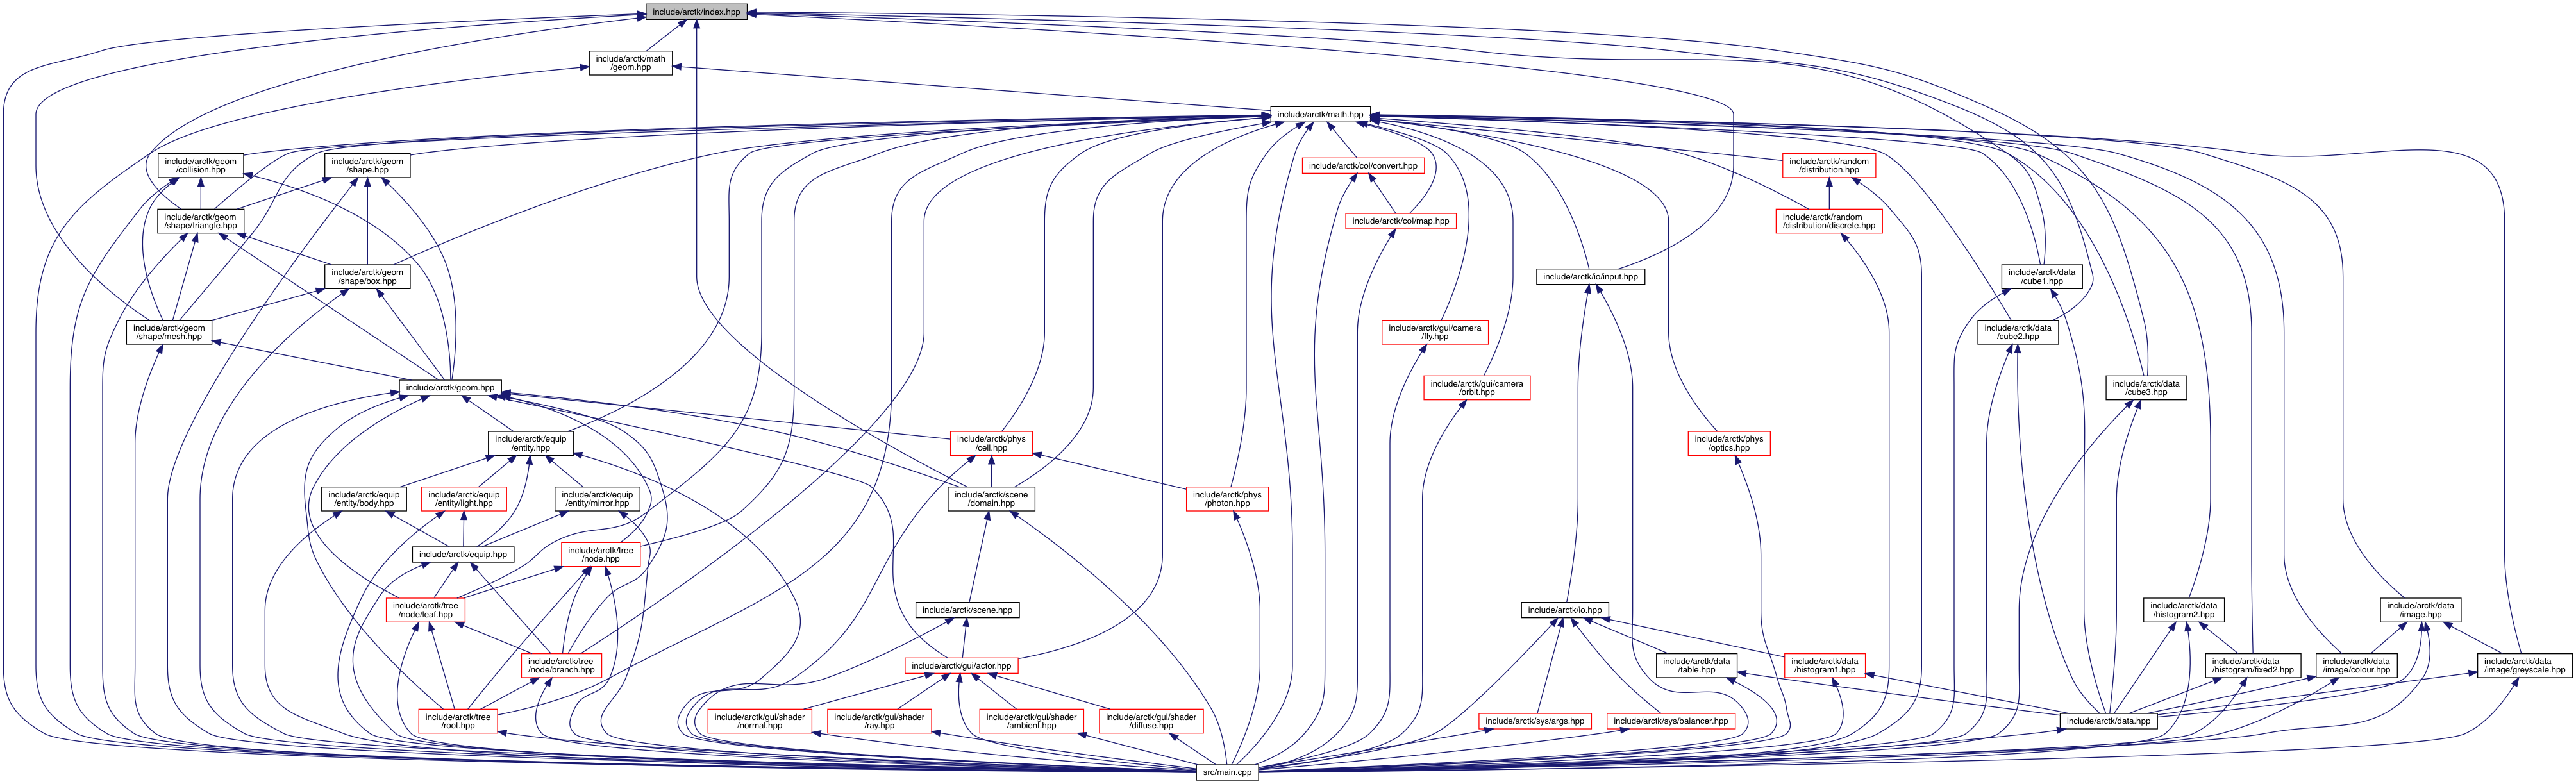 include/arctk/index.hpp
include/arctk/math
/geom.hpp
include/arctk/math.hpp
include/arctk/geom
/collision.hpp
include/arctk/geom
/shape.hpp
include/arctk/col/convert.hpp
include/arctk/random
/distribution.hpp
include/arctk/geom
/shape/triangle.hpp
include/arctk/col/map.hpp
include/arctk/random
/distribution/discrete.hpp
include/arctk/geom
/shape/box.hpp
include/arctk/io/input.hpp
include/arctk/data
/cube1.hpp
include/arctk/geom
/shape/mesh.hpp
include/arctk/gui/camera
/fly.hpp
include/arctk/data
/cube2.hpp
include/arctk/geom.hpp
include/arctk/gui/camera
/orbit.hpp
include/arctk/data
/cube3.hpp
include/arctk/equip
/entity.hpp
include/arctk/phys
/cell.hpp
include/arctk/phys
/optics.hpp
include/arctk/equip
/entity/body.hpp
include/arctk/equip
/entity/light.hpp
include/arctk/equip
/entity/mirror.hpp
include/arctk/scene
/domain.hpp
include/arctk/phys
/photon.hpp
include/arctk/equip.hpp
include/arctk/tree
/node.hpp
include/arctk/tree
/node/leaf.hpp
include/arctk/scene.hpp
include/arctk/io.hpp
include/arctk/data
/histogram2.hpp
include/arctk/data
/image.hpp
include/arctk/tree
/node/branch.hpp
include/arctk/gui/actor.hpp
include/arctk/data
/table.hpp
include/arctk/data
/histogram1.hpp
include/arctk/data
/histogram/fixed2.hpp
include/arctk/data
/image/colour.hpp
include/arctk/data
/image/greyscale.hpp
include/arctk/tree
/root.hpp
include/arctk/gui/shader
/normal.hpp
include/arctk/gui/shader
/ray.hpp
include/arctk/gui/shader
/ambient.hpp
include/arctk/gui/shader
/diffuse.hpp
include/arctk/sys/args.hpp
include/arctk/sys/balancer.hpp
include/arctk/data.hpp
src/main.cpp